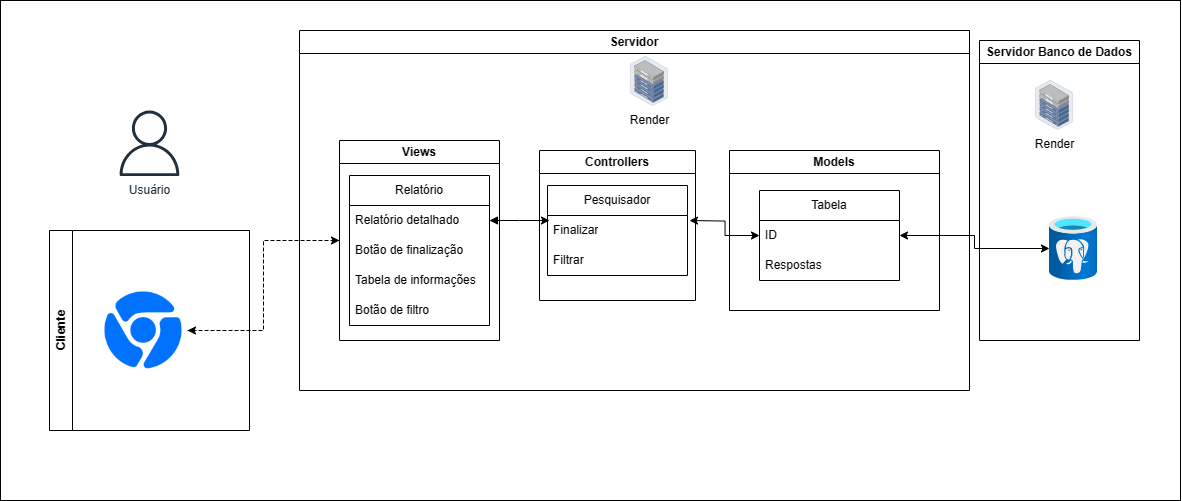 Servidor
Render
Servidor Banco de Dados
Render
Usuário
Cliente
Views
Relatório
Relatório detalhado
Botão de finalização
Tabela de informações
Botão de filtro
Controllers
Pesquisador
Finalizar
Filtrar
Models
Tabela
ID
Respostas